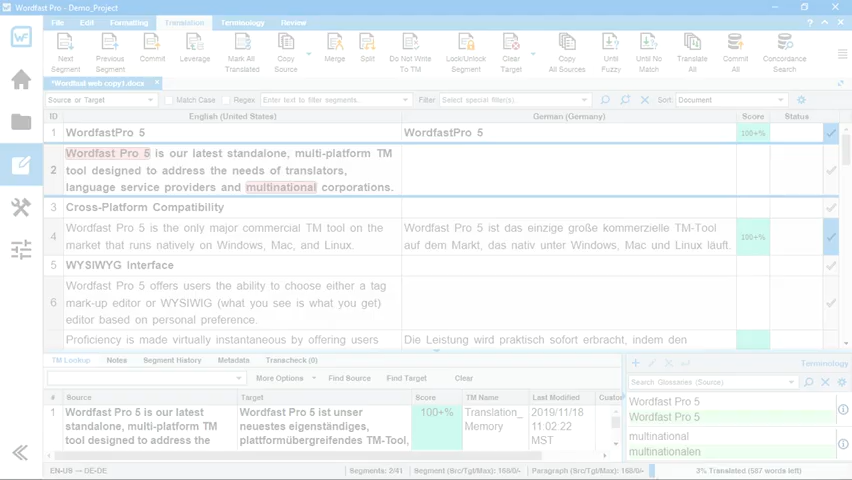 Wordfast Pro - Demo_Project
File Edit Formatting Translation Terminology Review
Next Segment
Previous Segment
Commit
Leverage
Mark All Translated
Copy Source
Merge
Split
Do Not Write To TM
Lock/Unlock Segment
Clear Target
Copy All Sources
Until Fuzzy
Until No Match
Translate All
Commit All
Concordance Search
*Wordfast web copy1.docx
Source or Target Match Case Regex Enter text to filter segments. Filter Select special filter(s) Sort: Document
ID English (United States) German (Germany) Score Status
1 WordfastPro 5 WordfastPro 5 100+%
2 Wordfast Pro 5 is our latest standalone, multi-platform TM
tool designed to address the needs of translators,
language service providers and multinational corporations.
3 Cross-Platform Compatibility
4 Wordfast Pro 5 is the only major commercial TM tool on the
market that runs natively on Windows, Mac, and Linux.
Wordfast Pro 5 ist das einzige große kommerzielle TM-Tool
auf dem Markt, das nativ unter Windows, Mac und Linux läuft.
100+%
5 WYSIWYG Interface
6 Wordfast Pro 5 offers users the ability to choose either a tag
mark-up editor or WYSIWIG (what you see is what you get)
editor based on personal preference.
Proficiency is made virtually instantaneous by offering users
Die Leistung wird praktisch sofort erbracht, indem den
TM Lookup Notes Segment History Metadata Transcheck (0)
More Options Find Source Find Target Clear
# Source Target Score TM Name Last Modified Custor
1 Wordfast Pro 5 is our latest
standalone, multi-platform TM
tool designed to address the
Wordfast Pro 5 ist unser
neuestes eigenständiges,
plattformübergreifendes TM-Tool,
100+%
Translation_
Memory
2019/11/18
11:02.22
MST
Terminology
Search Glossaries (Source)
Wordfast Pro 5
Wordfast Pro 5
multinational
multinationalen
EN-US → DE-DE Segments: 2/41 Segment (Src/Tgt/Max): 168/0/- Paragraph (Src/Tgt/Max): 168/0/- 3% Translated (587 words left)